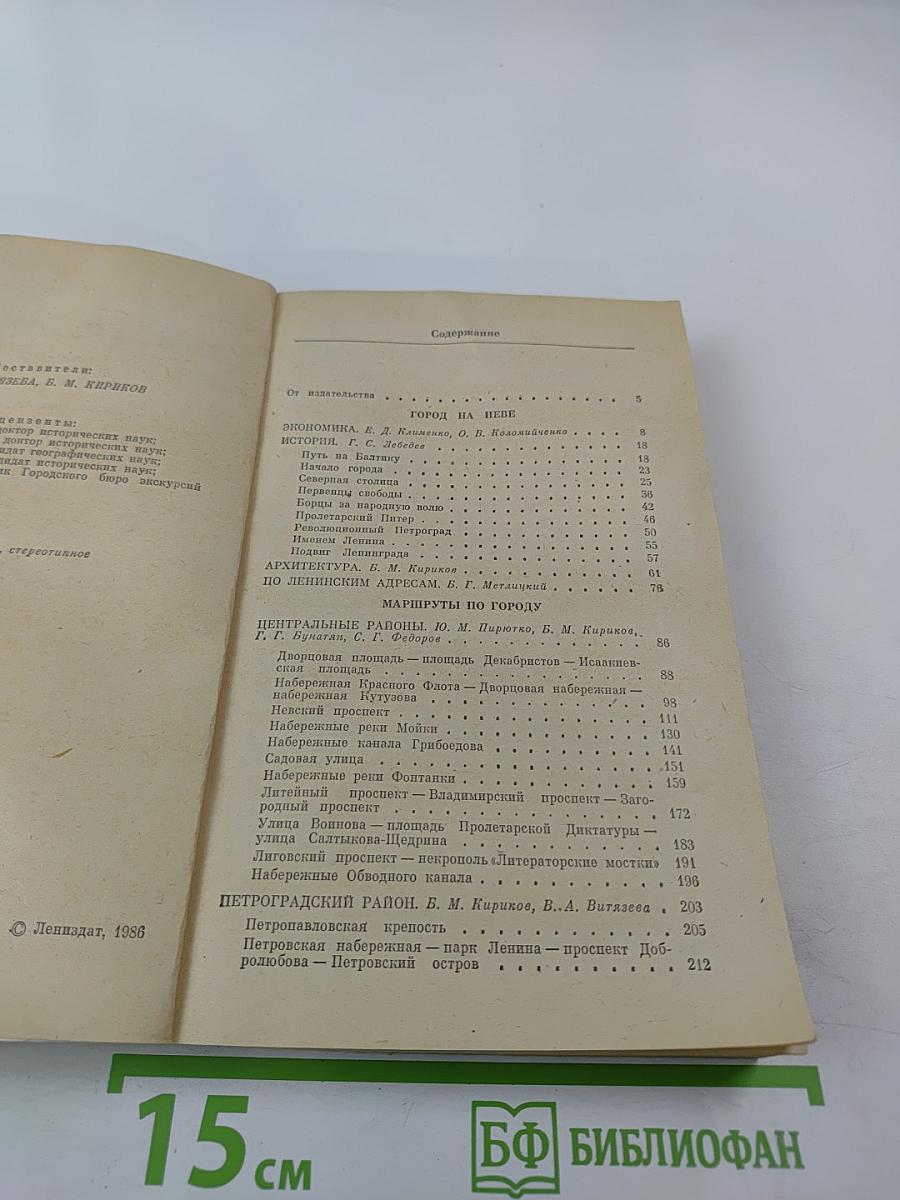 оставители:
ЯЗЕВА, Б. М. КИРИКОВ
цензенты:
доктор исторических наук;
доктор исторических наук;
идат географических наук;
дидат исторических наук;
ик Городского бюро экскурсий
, стереотипное
© Лениздат, 1986
Содержание
От издательства . . . . . . . . . . . . . . . . . . 5
ГОРОД НА НЕВЕ
ЭКОНОМИКА. Е. Д. Клименко, О. В. Коломийченко . . . . 8
ИСТОРИЯ. Г. С. Лебедев . . . . . . . . . . . . . . 18
Путь на Балтику . . . . . . . . . . . . . . . 18
Начало города . . . . . . . . . . . . . . . . 23
Северная столица . . . . . . . . . . . . . . . 25
Первенцы свободы . . . . . . . . . . . . . . . 36
Борцы за народную волю . . . . . . . . . . . . 42
Пролетарский Питер . . . . . . . . . . . . . . 46
Революционный Петроград . . . . . . . . . . . . 50
Именем Ленина . . . . . . . . . . . . . . . . 55
Подвиг Ленинграда . . . . . . . . . . . . . . . 57
АРХИТЕКТУРА. Б. М. Кириков . . . . . . . . . . . . 61
ПО ЛЕНИНСКИМ АДРЕСАМ. Б. Г. Метлицкий . . . . . . 76
МАРШРУТЫ ПО ГОРОДУ
ЦЕНТРАЛЬНЫЕ РАЙОНЫ. Ю. М. Пирютко, Б. М. Кириков,
Г. Г. Бунатян, С. Г. Федоров . . . . . . . . . . . . 86
Дворцовая площадь — площадь Декабристов — Исаакиев-
ская площадь . . . . . . . . . . . . . . . . 88
Набережная Красного Флота — Дворцовая набережная —
набережная Кутузова . . . . . . . . . . . . . 98
Невский проспект . . . . . . . . . . . . . . . 111
Набережные реки Мойки . . . . . . . . . . . . . 130
Набережные канала Грибоедова . . . . . . . . . . 141
Садовая улица . . . . . . . . . . . . . . . . 151
Набережные реки Фонтанки . . . . . . . . . . . . 159
Литейный проспект — Владимирский проспект — Заго-
родный проспект . . . . . . . . . . . . . . . 172
Улица Воинова — площадь Пролетарской Диктатуры —
улица Салтыкова-Щедрина . . . . . . . . . . . . 183
Лиговский проспект — некрополь «Литераторские мостки» 191
Набережные Обводного канала . . . . . . . . . . . 196
ПЕТРОГРАДСКИЙ РАЙОН. Б. М. Кириков, В. А. Витязева . 203
Петропавловская крепость . . . . . . . . . . . . 205
Петровская набережная — парк Ленина — проспект Доб-
ролюбова — Петровский остров . . . . . . . . . . 212
15 см
БФ БИБЛИОФАН